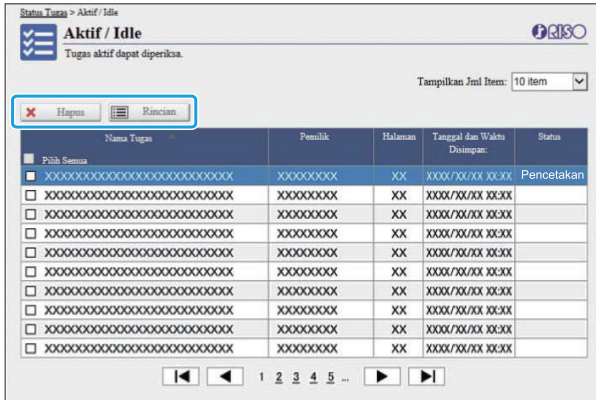 Status Tugas > Aktif / Idle
Aktif / Idle
RISO
Tugas aktif dapat diperiksa.
Tampilkan Jml Item: 10 item
Hapus Rincian
Nama Tugas Pemilik Halaman Tanggal dan Waktu Disimpan: Status
Pilih Semua
XXXXXXXXXXXXXXXXXXXXXXXXX XXXXXXXX XX XXXX/XX/XX XX:XX Pencetakan
XXXXXXXXXXXXXXXXXXXXXXXXX XXXXXXXX XX XXXX/XX/XX XX:XX
XXXXXXXXXXXXXXXXXXXXXXXXX XXXXXXXX XX XXXX/XX/XX XX:XX
XXXXXXXXXXXXXXXXXXXXXXXXX XXXXXXXX XX XXXX/XX/XX XX:XX
XXXXXXXXXXXXXXXXXXXXXXXXX XXXXXXXX XX XXXX/XX/XX XX:XX
XXXXXXXXXXXXXXXXXXXXXXXXX XXXXXXXX XX XXXX/XX/XX XX:XX
XXXXXXXXXXXXXXXXXXXXXXXXX XXXXXXXX XX XXXX/XX/XX XX:XX
XXXXXXXXXXXXXXXXXXXXXXXXX XXXXXXXX XX XXXX/XX/XX XX:XX
XXXXXXXXXXXXXXXXXXXXXXXXX XXXXXXXX XX XXXX/XX/XX XX:XX
XXXXXXXXXXXXXXXXXXXXXXXXX XXXXXXXX XX XXXX/XX/XX XX:XX
1 2 3 4 5 ...